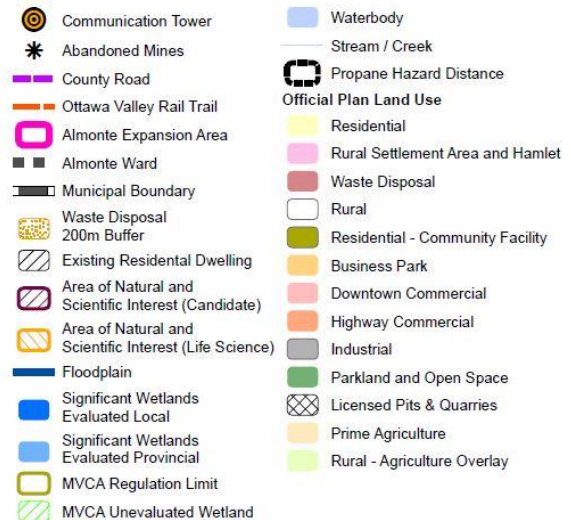 Communication Tower
Abandoned Mines
County Road
Ottawa Valley Rail Trail
Almonte Expansion Area
Almonte Ward
Municipal Boundary
Waste Disposal
200m Buffer
Existing Residental Dwelling
Area of Natural and
Scientific Interest (Candidate)
Area of Natural and
Scientific Interest (Life Science)
Floodplain
Significant Wetlands
Evaluated Local
Significant Wetlands
Evaluated Provincial
MVCA Regulation Limit
MVCA Unevaluated Wetland
Waterbody
Stream / Creek
Propane Hazard Distance
Official Plan Land Use
Residential
Rural Settlement Area and Hamlet
Waste Disposal
Rural
Residential - Community Facility
Business Park
Downtown Commercial
Highway Commercial
Industrial
Parkland and Open Space
Licensed Pits & Quarries
Prime Agriculture
Rural - Agriculture Overlay